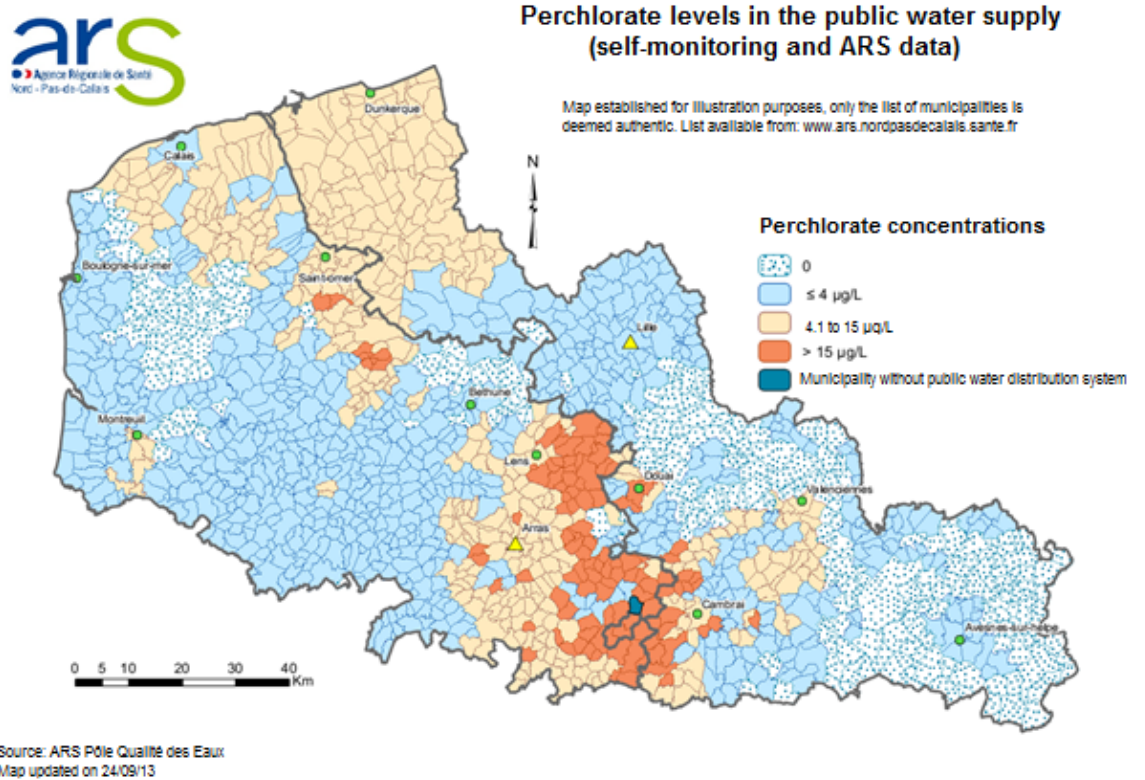 Perchlorate levels in the public water supply
(self-monitoring and ARS data)
ars
Agence Régionale de Santé
Nord - Pas-de-Calais
Map established for illustration purposes, only the list of municipalities is
deemed authentic. List available from: www.ars.nordpasdecalais.sante.fr
Dunkerque
Calais
N
Perchlorate concentrations
0
≤ 4 µg/L
4.1 to 15 µg/L
> 15 µg/L
Municipality without public water distribution system
Boulogne-sur-mer
Saint-omer
Lille
Bethune
Montreuil
Lens
Douai
Valenciennes
Arras
Cambrai
Avesnes-sur-helpe
0 5 10 20 30 40
Km
Source: ARS Pôle Qualité des Eaux
Map updated on 24/09/13